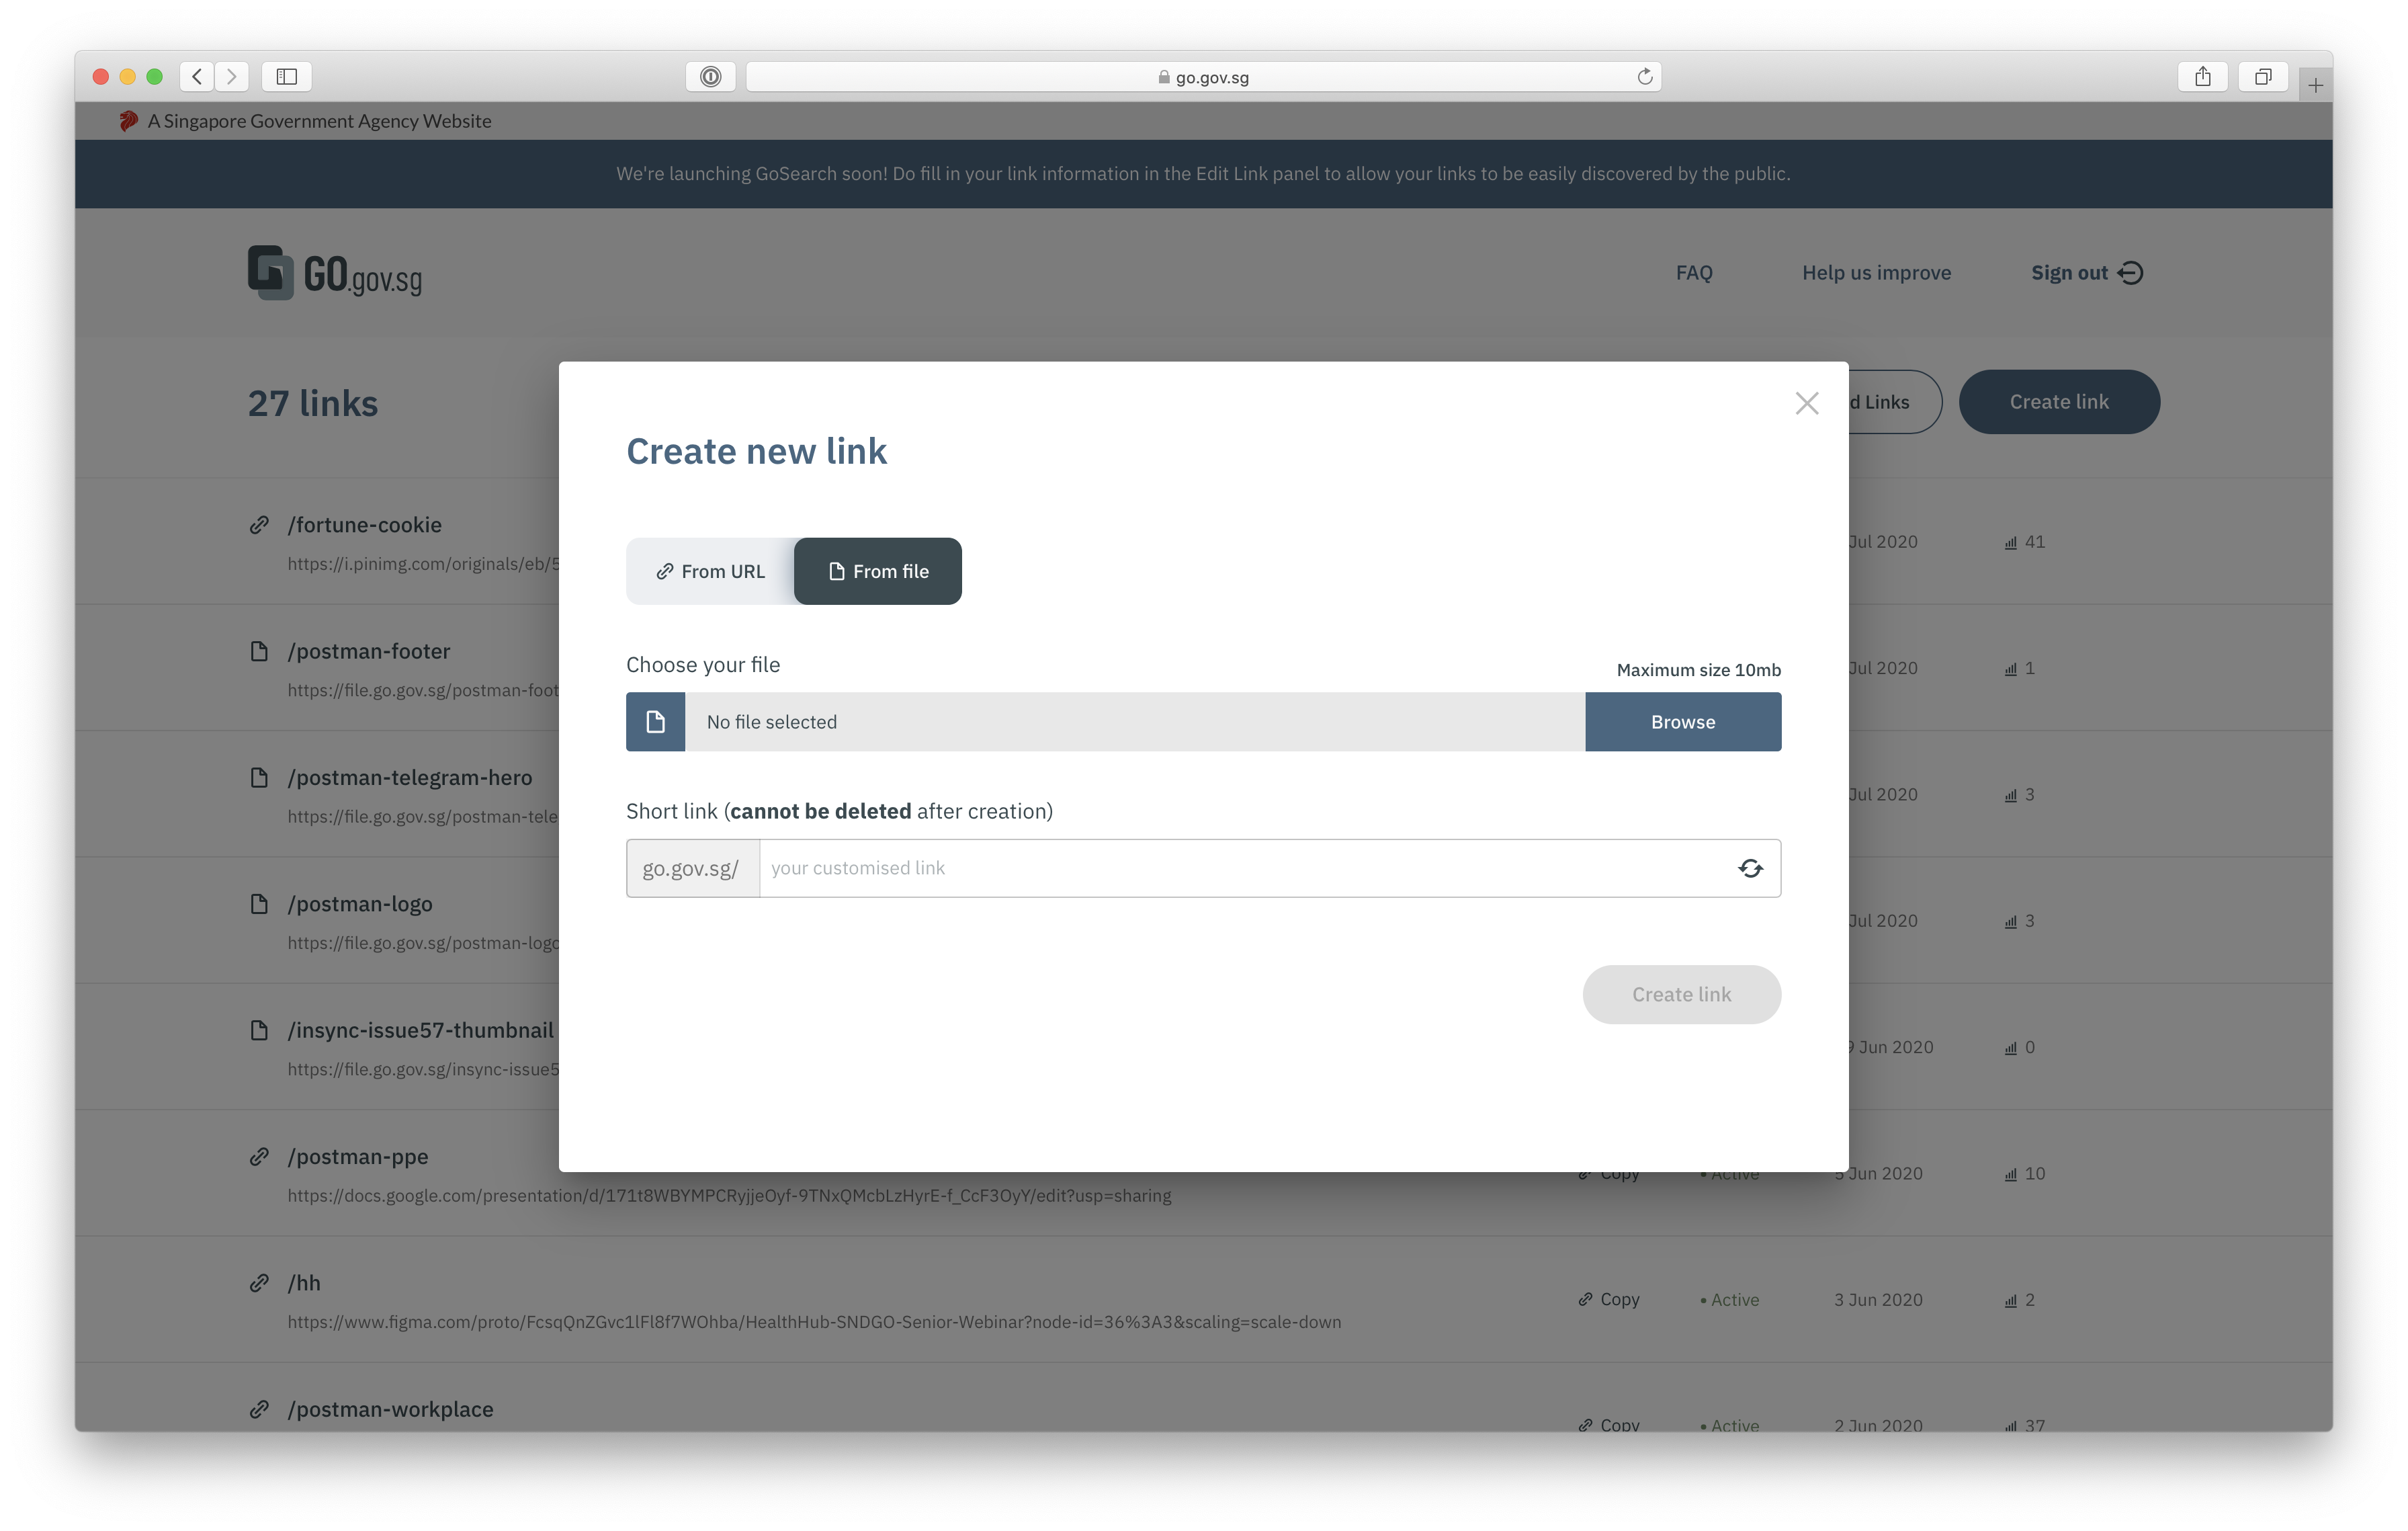 go.gov.sg
A Singapore Government Agency Website
We're launching GoSearch soon! Do fill in your link information in the Edit Link panel to allow your links to be easily discovered by the public.
GO.gov.sg
FAQ
Help us improve
Sign out
27 links
Links
Create link
Create new link
From URL
From file
Choose your file
Maximum size 10mb
No file selected
Browse
Short link (cannot be deleted after creation)
go.gov.sg/
your customised link
Create link
/fortune-cookie
https://i.pinimg.com/originals/eb/5
Jul 2020
41
/postman-footer
https://file.go.gov.sg/postman-foot
Jul 2020
1
/postman-telegram-hero
https://file.go.gov.sg/postman-tele
Jul 2020
3
/postman-logo
https://file.go.gov.sg/postman-logo
Jul 2020
3
/insync-issue57-thumbnail
https://file.go.gov.sg/insync-issue5
Jun 2020
0
/postman-ppe
https://docs.google.com/presentation/d/171t8WBYMPCRyjjeOyf-9TNxQMcbLzHyrE-f_CcF3OyY/edit?usp=sharing
Copy
Active
5 Jun 2020
10
/hh
https://www.figma.com/proto/FcsqQnZGvc1lFl8f7WOhba/HealthHub-SNDGO-Senior-Webinar?node-id=36%3A3&scaling=scale-down
Copy
• Active
3 Jun 2020
2
/postman-workplace
Copy
• Active
2 Jun 2020
37